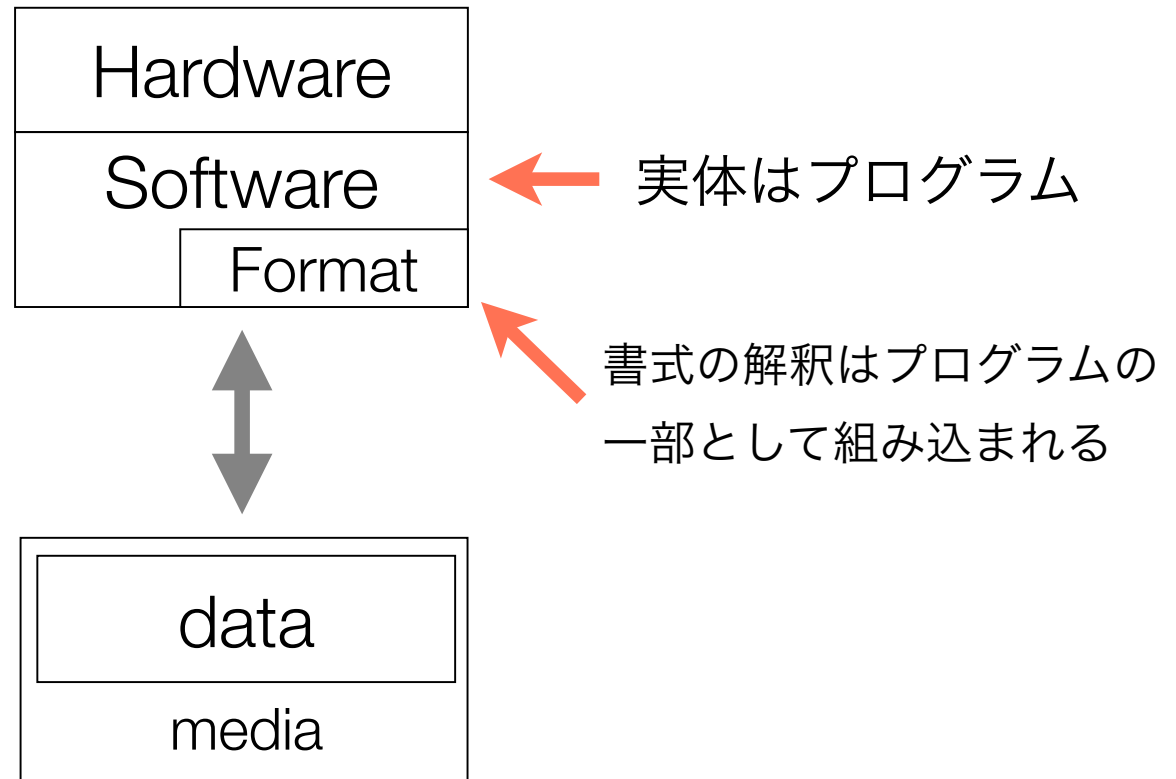 Hardware
Software
実体はプログラム
Format
書式の解釈はプログラムの
一部として組み込まれる
data
media